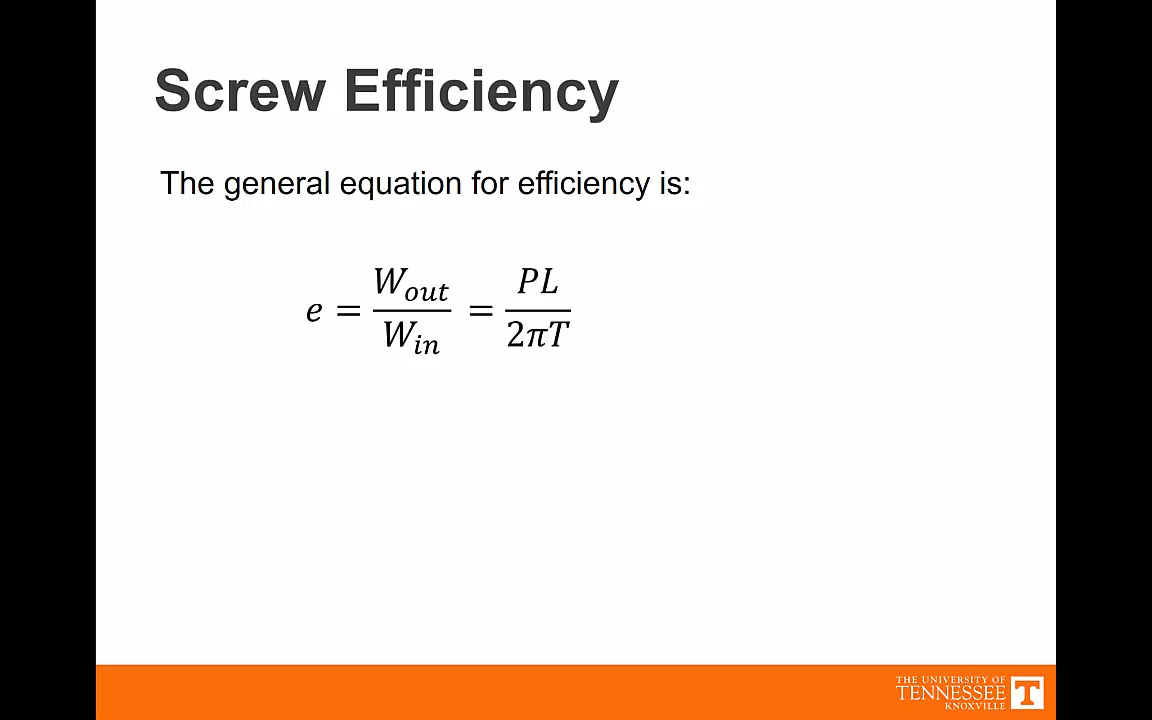 Screw Efficiency
The general equation for efficiency is:
e = W_out / W_in = PL / 2πT
THE UNIVERSITY OF
TENNESSEE
KNOXVILLE
T